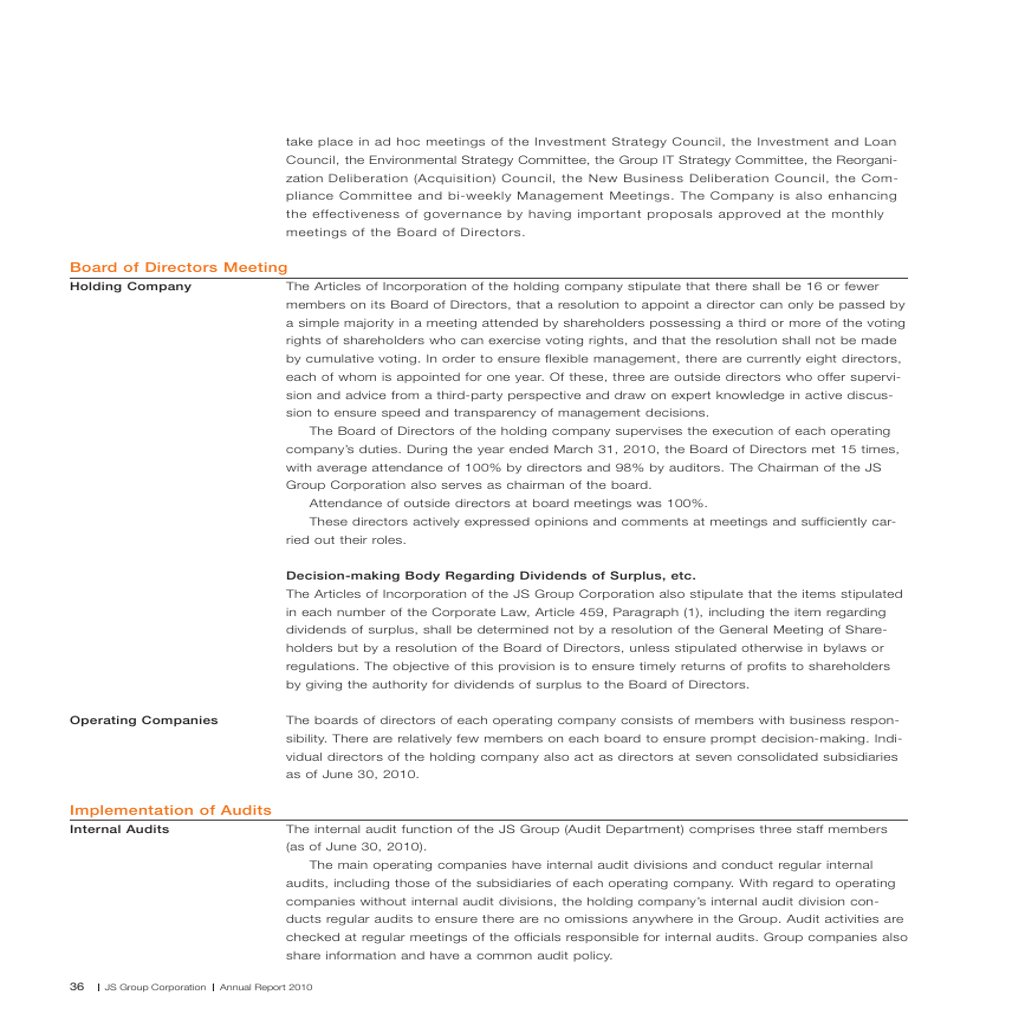 take place in ad hoc meetings of the Investment Strategy Council, the Investment and Loan
Council, the Environmental Strategy Committee, the Group IT Strategy Committee, the Reorgani-
zation Deliberation (Acquisition) Council, the New Business Deliberation Council, the Com-
pliance Committee and bi-weekly Management Meetings. The Company is also enhancing
the effectiveness of governance by having important proposals approved at the monthly
meetings of the Board of Directors.
Board of Directors Meeting
Holding Company
The Articles of Incorporation of the holding company stipulate that there shall be 16 or fewer
members on its Board of Directors, that a resolution to appoint a director can only be passed by
a simple majority in a meeting attended by shareholders possessing a third or more of the voting
rights of shareholders who can exercise voting rights, and that the resolution shall not be made
by cumulative voting. In order to ensure flexible management, there are currently eight directors,
each of whom is appointed for one year. Of these, three are outside directors who offer supervi-
sion and advice from a third-party perspective and draw on expert knowledge in active discus-
sion to ensure speed and transparency of management decisions.
The Board of Directors of the holding company supervises the execution of each operating
company's duties. During the year ended March 31, 2010, the Board of Directors met 15 times,
with average attendance of 100% by directors and 98% by auditors. The Chairman of the JS
Group Corporation also serves as chairman of the board.
Attendance of outside directors at board meetings was 100%.
These directors actively expressed opinions and comments at meetings and sufficiently car-
ried out their roles.
Decision-making Body Regarding Dividends of Surplus, etc.
The Articles of Incorporation of the JS Group Corporation also stipulate that the items stipulated
in each number of the Corporate Law, Article 459, Paragraph (1), including the item regarding
dividends of surplus, shall be determined not by a resolution of the General Meeting of Share-
holders but by a resolution of the Board of Directors, unless stipulated otherwise in bylaws or
regulations. The objective of this provision is to ensure timely returns of profits to shareholders
by giving the authority for dividends of surplus to the Board of Directors.
Operating Companies
The boards of directors of each operating company consists of members with business respon-
sibility. There are relatively few members on each board to ensure prompt decision-making. Indi-
vidual directors of the holding company also act as directors at seven consolidated subsidiaries
as of June 30, 2010.
Implementation of Audits
Internal Audits
The internal audit function of the JS Group (Audit Department) comprises three staff members
(as of June 30, 2010).
The main operating companies have internal audit divisions and conduct regular internal
audits, including those of the subsidiaries of each operating company. With regard to operating
companies without internal audit divisions, the holding company's internal audit division con-
ducts regular audits to ensure there are no omissions anywhere in the Group. Audit activities are
checked at regular meetings of the officials responsible for internal audits. Group companies also
share information and have a common audit policy.
36 | JS Group Corporation | Annual Report 2010